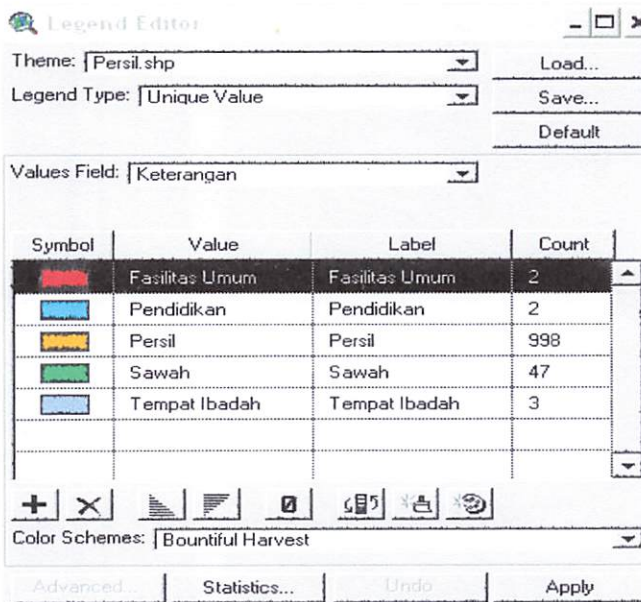 Legend Editor
Theme: Persil.shp
Load...
Legend Type: Unique Value
Save...
Default
Values Field: Keterangan
Symbol Value Label Count
Fasilitas Umum Fasilitas Umum 2
Pendidikan Pendidikan 2
Persil Persil 998
Sawah Sawah 47
Tempat Ibadah Tempat Ibadah 3
Color Schemes: Bountiful Harvest
Advanced... Statistics... Undo Apply